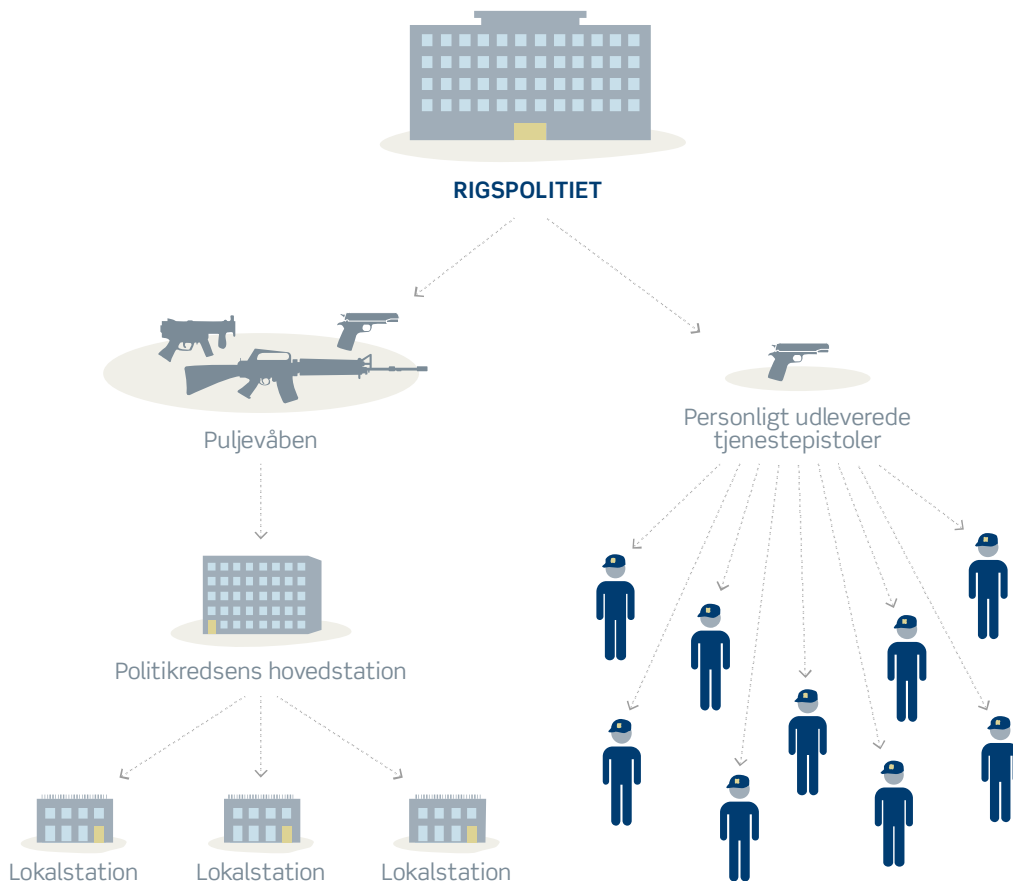 RIGSPOLITIET
Puljevåben
Personligt udleverede
tjenestepistoler
Politikredsens hovedstation
Lokalstation
Lokalstation
Lokalstation